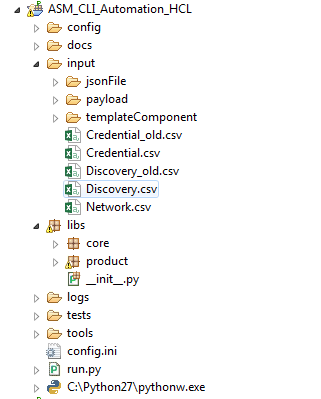 ASM_CLI_Automation_HCL
config
docs
input
jsonFile
payload
templateComponent
Credential_old.csv
Credential.csv
Discovery_old.csv
Discovery.csv
Network.csv
libs
core
product
__init__.py
logs
tests
tools
config.ini
run.py
C:\Python27\pythonw.exe